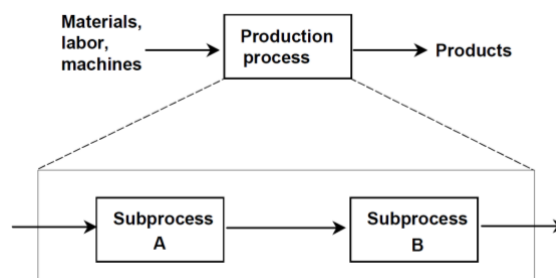 Materials,
labor,
machines
Production
process
Products
Subprocess
A
Subprocess
B